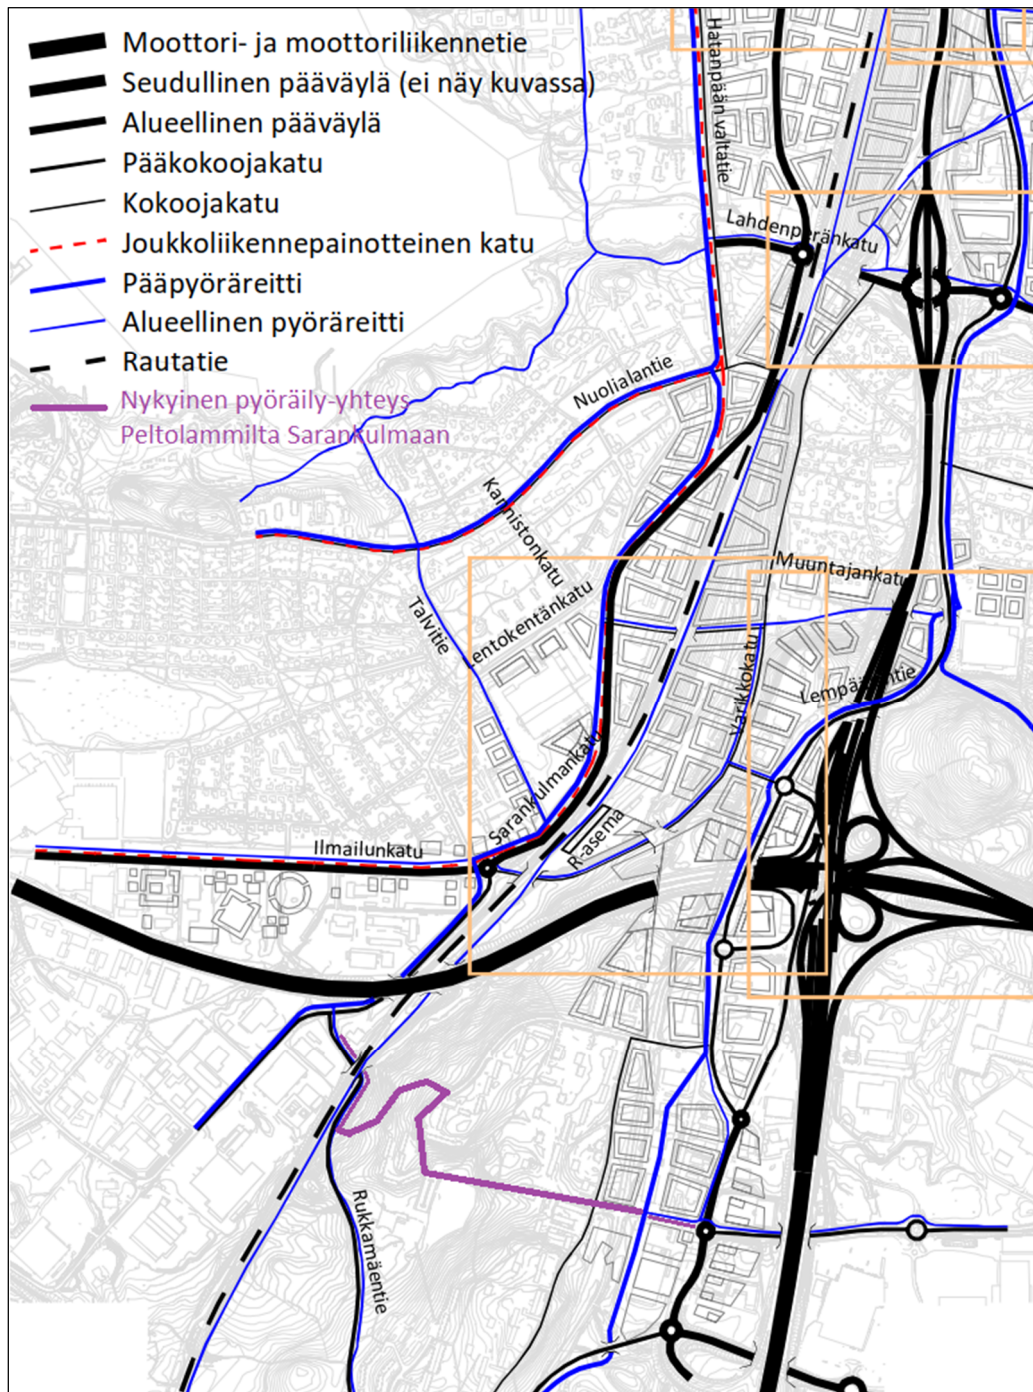 Moottori- ja moottoriliikennetie
Seudullinen pääväylä (ei näy kuvassa)
Alueellinen pääväylä
Pääkokoojakatu
Kokoojakatu
Joukkoliikennepainotteinen katu
Pääpyöräreitti
Alueellinen pyöräreitti
Rautatie
Nykyinen pyöräily-yhteys
Peltolammilta Sarankulmaan
Hatanpään valtatie
Lahdenperänkatu
Nuolialantie
Kannistonkatu
Lentokentänkatu
Talvitie
Muuntajankatu
Varikkokatu
Lempääläntie
Sarankulmankatu
R-asema
Ilmailunkatu
Rukkamäentie